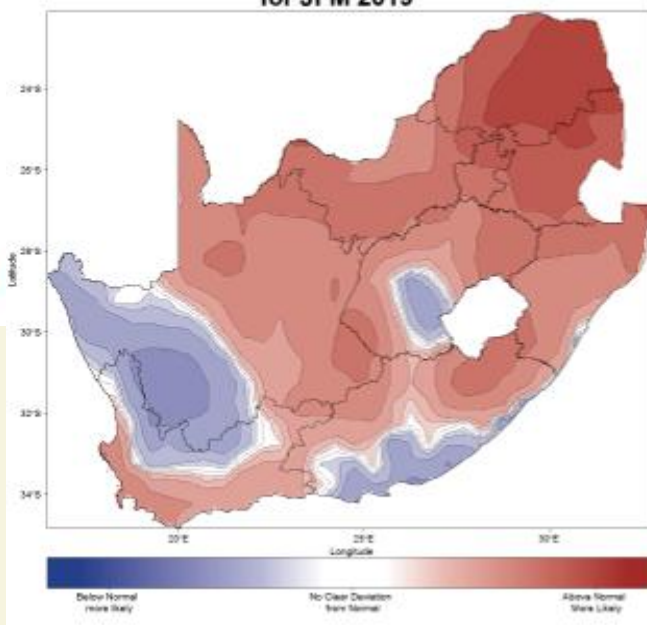 for JFM 2019
24°S
26°S
28°S
Latitude
30°S
32°S
34°S
20°E
25°E
30°E
Longitude
Below Normal
more likely
No Clear Deviation
from Normal
Above Normal
More Likely